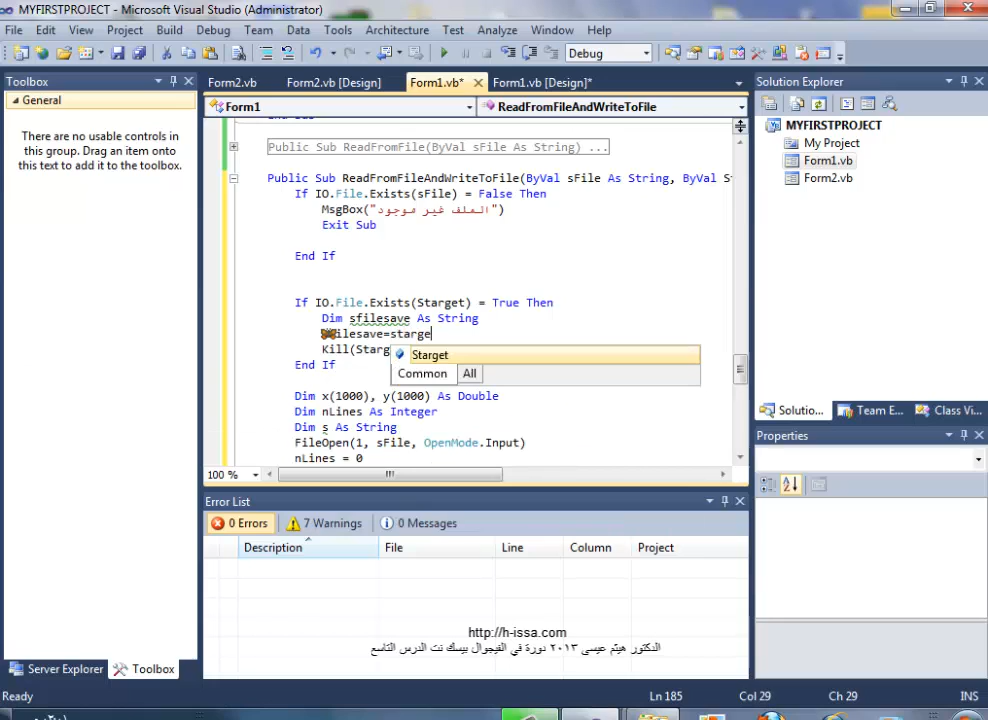 MYFIRSTPROJECT - Microsoft Visual Studio (Administrator)
File Edit View Project Build Debug Team Data Tools Architecture Test Analyze Window Help
Debug
Toolbox
General
There are no usable controls in
this group. Drag an item onto
this text to add it to the toolbox.
Server Explorer Toolbox
Form2.vb Form2.vb [Design] Form1.vb* Form1.vb [Design]*
Form1 ReadFromFileAndWriteToFile
Public Sub ReadFromFile(ByVal sFile As String) ...
Public Sub ReadFromFileAndWriteToFile(ByVal sFile As String, ByVal S
If IO.File.Exists(sFile) = False Then
MsgBox("الملف غير موجود")
Exit Sub
End If
If IO.File.Exists(Starget) = True Then
Dim sfilesave As String
ilesave=starge
Kill(Starg
End If
Starget
Common All
Dim x(1000), y(1000) As Double
Dim nLines As Integer
Dim s As String
FileOpen(1, sFile, OpenMode.Input)
nLines = 0
100 %
Error List
0 Errors 7 Warnings 0 Messages
Description File Line Column Project
http://h-issa.com
الدكتور هيثم عيسى ٢٠١٣ دورة في الفيجوال بيسك نت الدرس التاسع
Solution Explorer
MYFIRSTPROJECT
My Project
Form1.vb
Form2.vb
Solutio... Team E... Class Vi...
Properties
Ready Ln 185 Col 29 Ch 29 INS